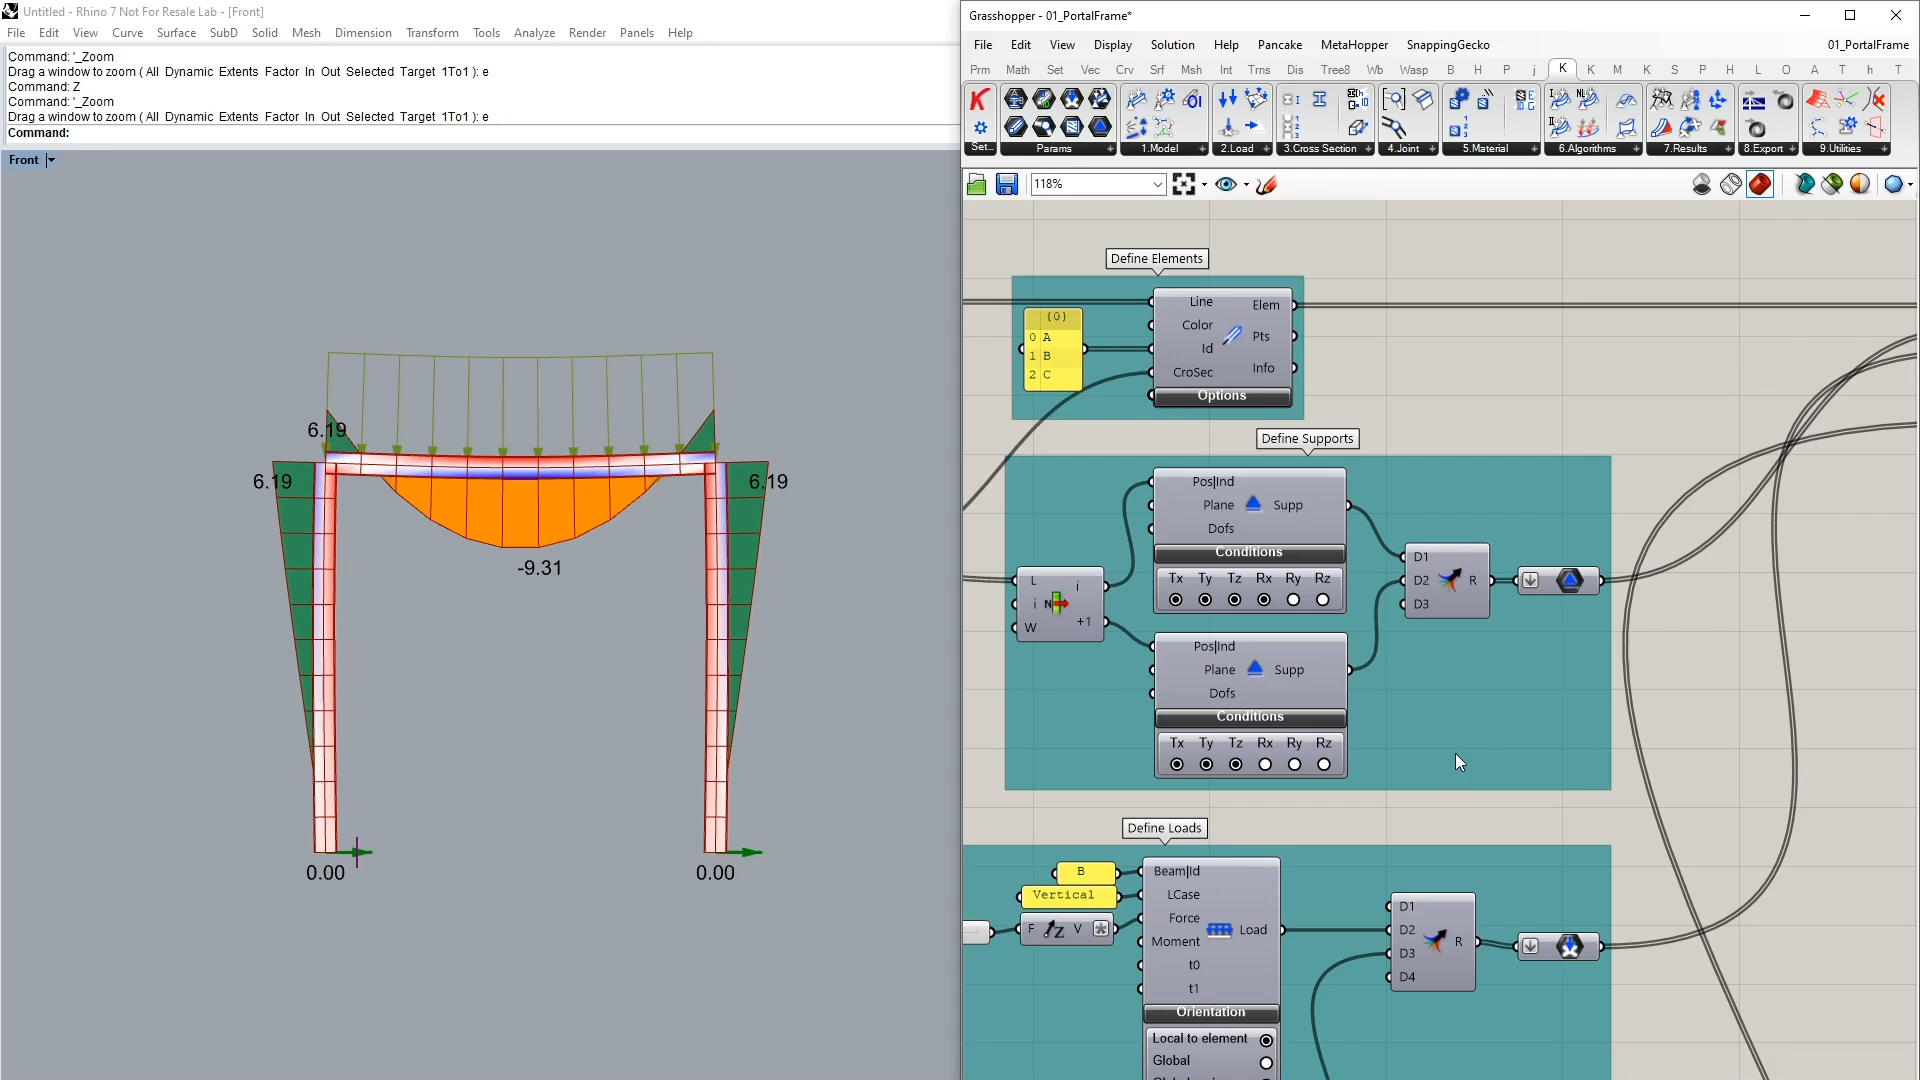 Untitled - Rhino 7 Not For Resale Lab - [Front]
File Edit View Curve Surface SubD Solid Mesh Dimension Transform Tools Analyze Render Panels Help
Command: '_Zoom
Drag a window to zoom ( All Dynamic Extents Factor In Out Selected Target 1To1 ): e
Command: Z
Command: '_Zoom
Drag a window to zoom ( All Dynamic Extents Factor In Out Selected Target 1To1 ): e
Command:
Front
6.19
6.19
6.19
-9.31
0.00
0.00
Grasshopper - 01_PortalFrame*
File Edit View Display Solution Help Pancake MetaHopper SnappingGecko 01_PortalFrame
Prm Math Set Vec Crv Srf Msh Int Trns Dis Tree8 Wb Wasp B H P j K K M K S P H L O A T h T
Set... Params 1.Model 2.Load 3.Cross Section 4.Joint 5.Material 6.Algorithms 7.Results 8.Export 9.Utilities
118%
Define Elements
{0}
0 A
1 B
2 C
Line
Color
Id
CroSec
Elem
Pts
Info
Options
Define Supports
L
i
W
N
i
+1
Pos|Ind
Plane
Dofs
Supp
Conditions
Tx Ty Tz Rx Ry Rz
Pos|Ind
Plane
Dofs
Supp
Conditions
Tx Ty Tz Rx Ry Rz
D1
D2
D3
R
Define Loads
B
Vertical
F Z V
Beam|Id
LCase
Force
Moment
t0
t1
Load
Orientation
Local to element
Global
D1
D2
D3
D4
R